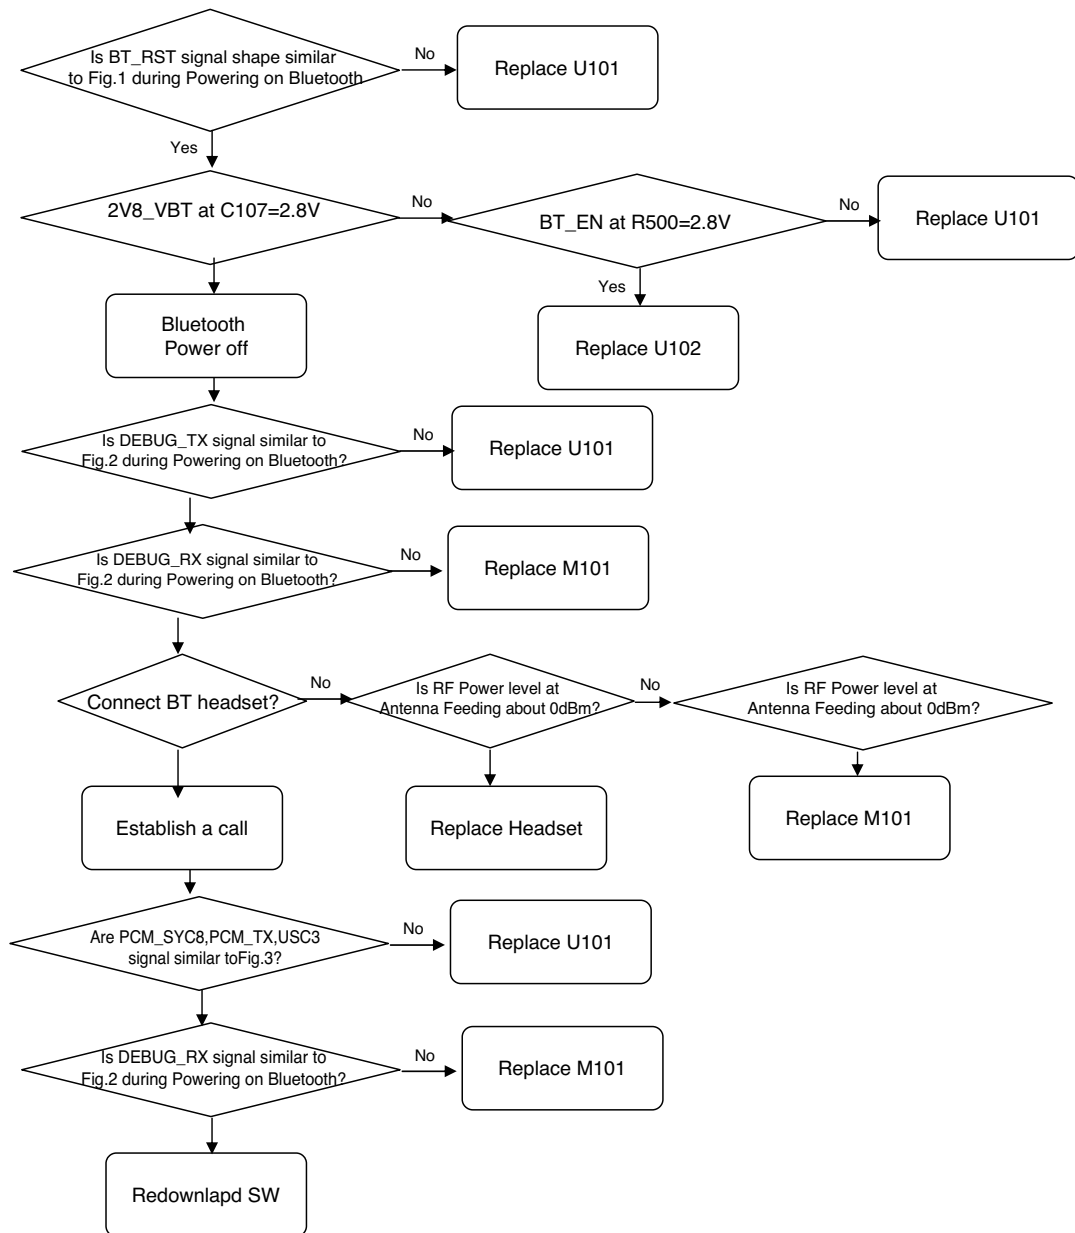 Is BT_RST signal shape similar
to Fig.1 during Powering on Bluetooth
No
Replace U101
Yes
2V8_VBT at C107=2.8V
No
BT_EN at R500=2.8V
No
Replace U101
Yes
Bluetooth
Power off
Replace U102
Is DEBUG_TX signal similar to
Fig.2 during Powering on Bluetooth?
No
Replace U101
Is DEBUG_RX signal similar to
Fig.2 during Powering on Bluetooth?
No
Replace M101
Connect BT headset?
No
Is RF Power level at
Antenna Feeding about 0dBm?
No
Is RF Power level at
Antenna Feeding about 0dBm?
Establish a call
Replace Headset
Replace M101
Are PCM_SYC8,PCM_TX,USC3
signal similar toFig.3?
No
Replace U101
Is DEBUG_RX signal similar to
Fig.2 during Powering on Bluetooth?
No
Replace M101
Redownlapd SW